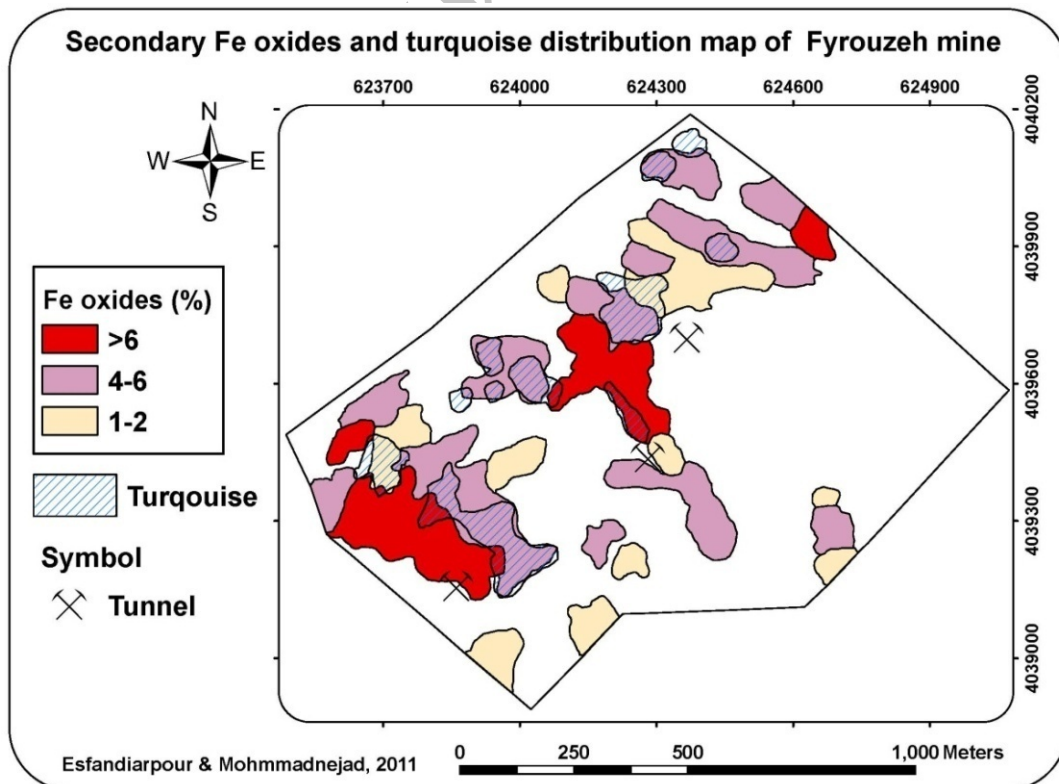 Secondary Fe oxides and turquoise distribution map of Fyrouzeh mine
623700 624000 624300 624600 624900
N
W E
S
4040200
4039900
4039600
4039300
4039000
Fe oxides (%)
>6
4-6
1-2
Turqouise
Symbol
Tunnel
Esfandiarpour & Mohmmadnejad, 2011
0 250 500 1,000 Meters